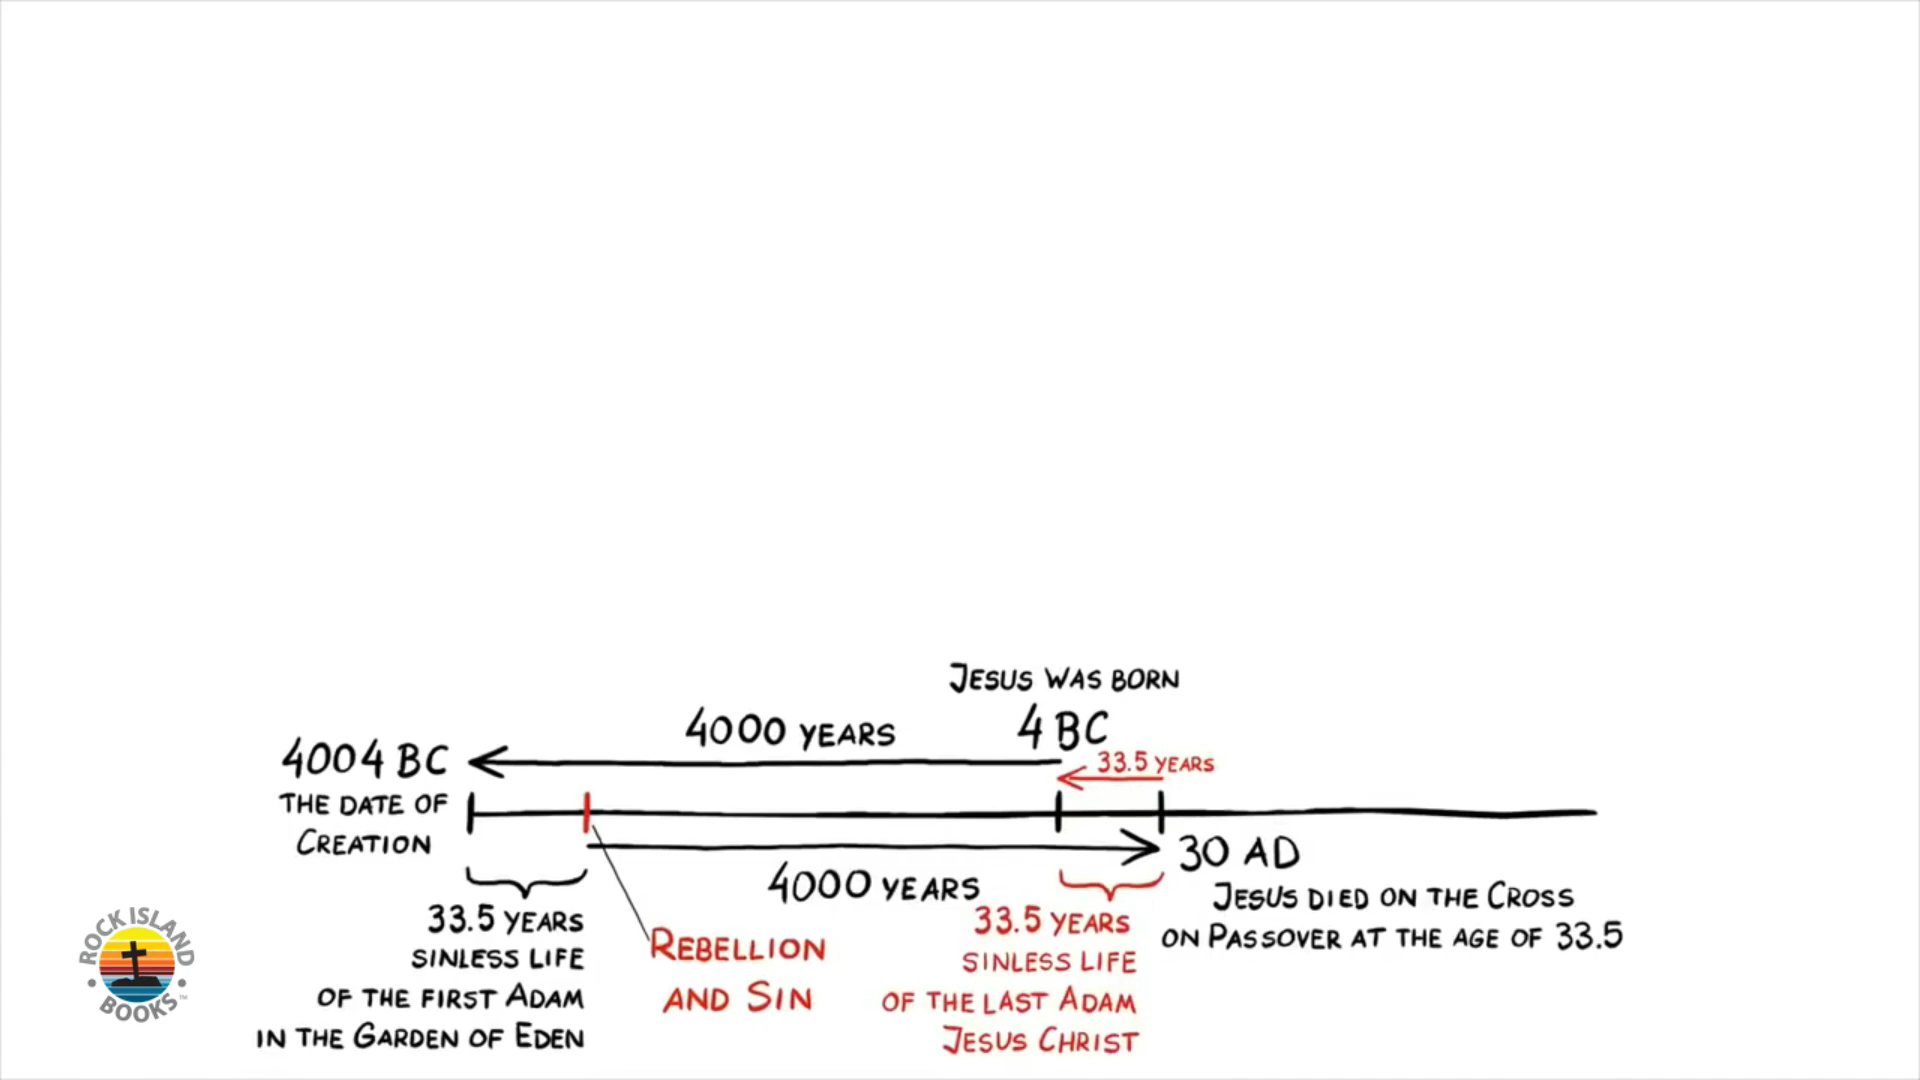 JESUS WAS BORN
4000 YEARS
4 BC
4004 BC
33.5 YEARS
THE DATE OF
CREATION
30 AD
4000 YEARS
JESUS DIED ON THE CROSS
ON PASSOVER AT THE AGE OF 33.5
33.5 YEARS
SINLESS LIFE
OF THE FIRST ADAM
IN THE GARDEN OF EDEN
REBELLION
AND SIN
33.5 YEARS
SINLESS LIFE
OF THE LAST ADAM
JESUS CHRIST
ROCK ISLAND
BOOKS™